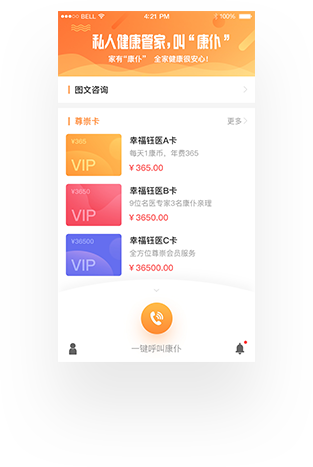 BELL
4:21 PM
100%
私人健康管家,叫“康仆”
家有“康仆” 全家健康很安心!
图文咨询
尊崇卡
更多
¥365
VIP
幸福钰医A卡
每天1康币，年费365
¥ 365.00
¥3650
VIP
幸福钰医B卡
9位名医专家3名康仆亲理
¥ 3650.00
¥36500
VIP
幸福钰医C卡
全方位尊崇会员服务
¥ 36500.00
一键呼叫康仆